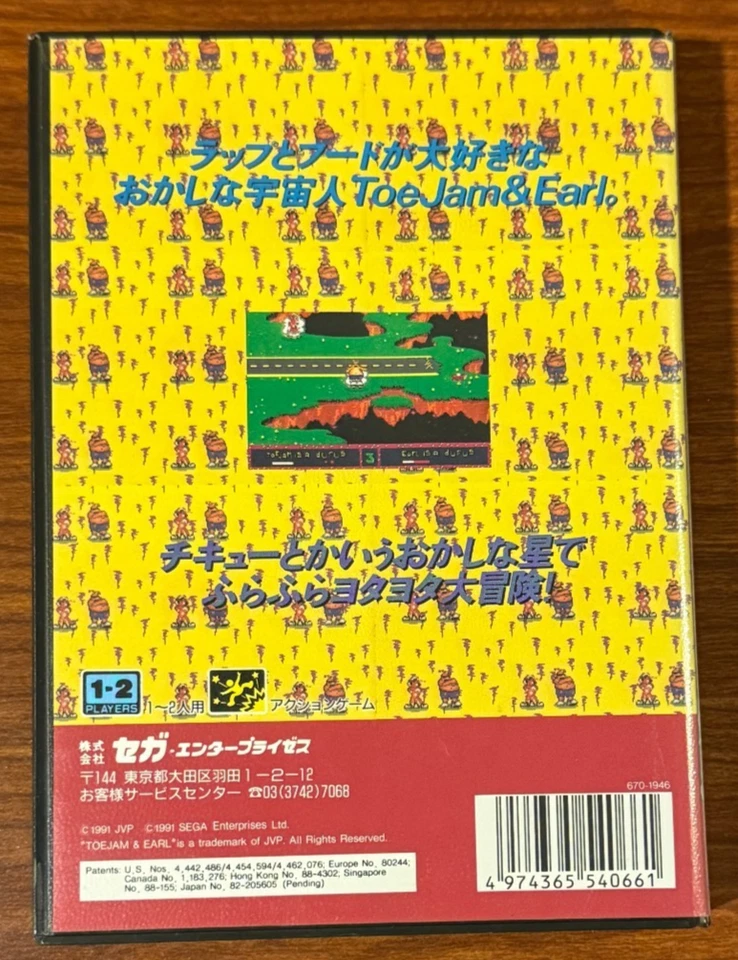 ラップとフードが大好きな
おかしな宇宙人ToeJam&Earl。
ToeJam is a dufus
3
Earl is a dufus
チキューとかいうおかしな星で
ふらふらヨタヨタ大冒険!
1-2
PLAYERS
1〜2人用
アクションゲーム
株式会社 セガ・エンタープライゼス
〒144 東京都大田区羽田1-2-12
お客様サービスセンター ☎03(3742)7068
670-1946
©1991 JVP ©1991 SEGA Enterprises Ltd.
"TOEJAM & EARL" is a trademark of JVP. All Rights Reserved.
Patents: U.S. Nos. 4,442,486/4,454,594/4,462,076; Europe No. 80244;
Canada No. 1,183,276; Hong Kong No. 88-4302; Singapore
No. 88-155; Japan No. 82-205605 (Pending)
4 974365 540661